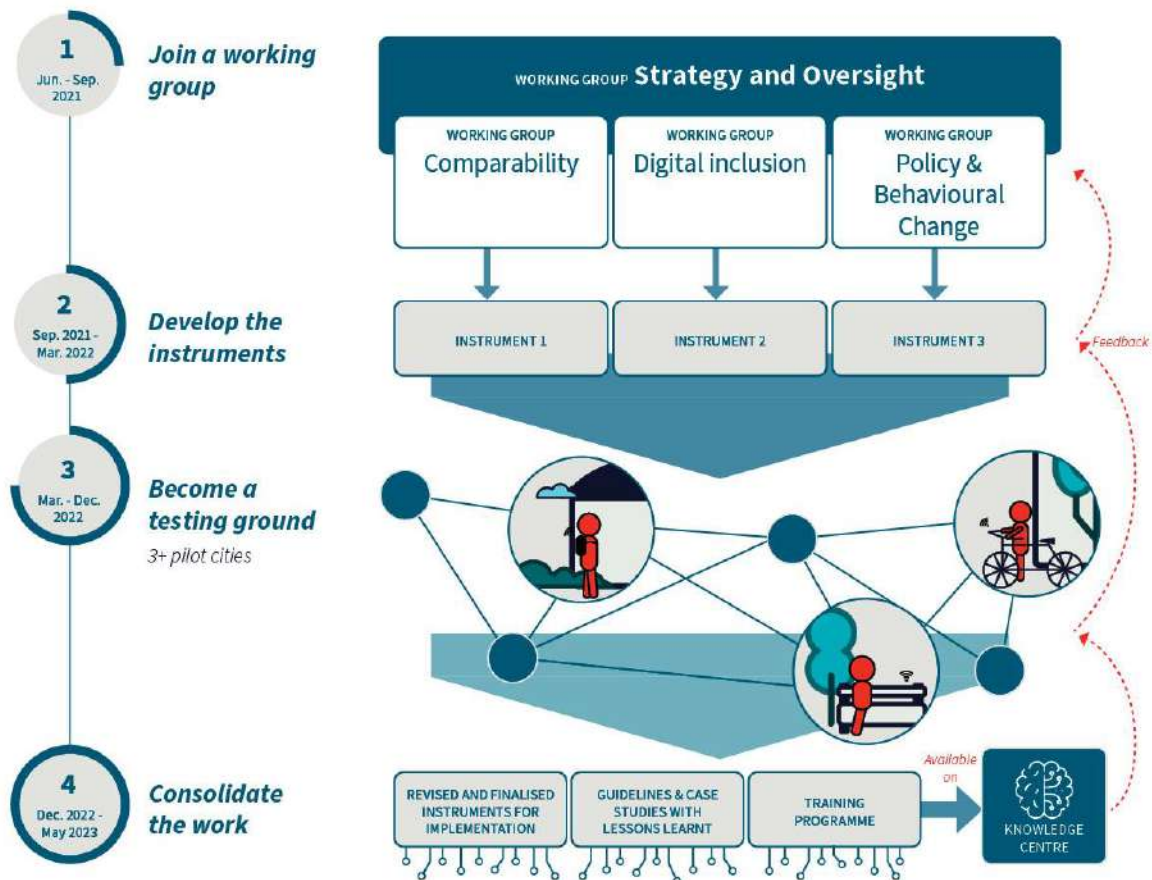 1
Jun. - Sep.
2021
Join a working
group
WORKING GROUP Strategy and Oversight
WORKING GROUP
Comparability
WORKING GROUP
Digital inclusion
WORKING GROUP
Policy &
Behavioural
Change
2
Sep. 2021 -
Mar. 2022
Develop the
instruments
INSTRUMENT 1
INSTRUMENT 2
INSTRUMENT 3
Feedback
3
Mar. - Dec.
2022
Become a
testing ground
3+ pilot cities
4
Dec. 2022 -
May 2023
Consolidate
the work
REVISED AND FINALISED
INSTRUMENTS FOR
IMPLEMENTATION
GUIDELINES & CASE
STUDIES WITH
LESSONS LEARNT
TRAINING
PROGRAMME
Available
on
KNOWLEDGE
CENTRE